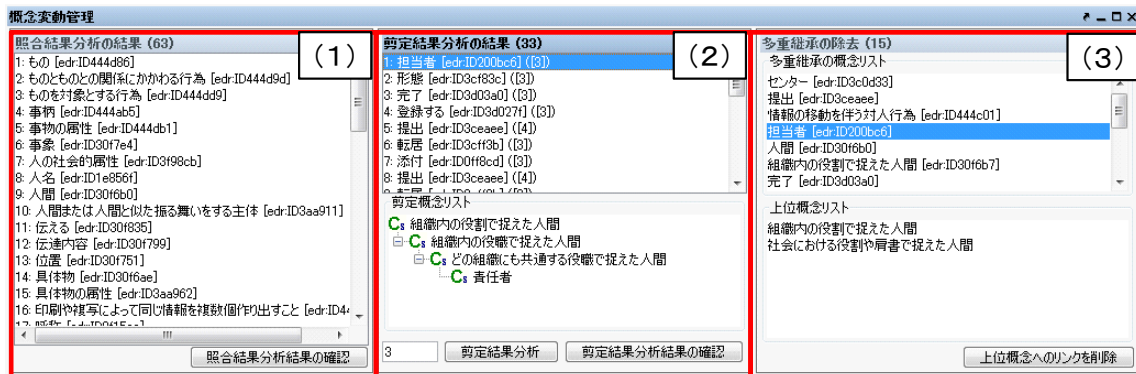 概念変動管理
照合結果分析の結果 (63)
(1)
1: もの [edr:ID444d86]
2: ものとものとの関係にかかわる行為 [edr:ID444d9d]
3: ものを対象とする行為 [edr:ID444dd9]
4: 事柄 [edr:ID444ab5]
5: 事物の属性 [edr:ID444db1]
6: 事象 [edr:ID30f7e4]
7: 人の社会的属性 [edr:ID3f98cb]
8: 人名 [edr:ID1e856f]
9: 人間 [edr:ID30f6b0]
10: 人間または人間と似た振る舞いをする主体 [edr:ID3aa911]
11: 伝える [edr:ID30f835]
12: 伝達内容 [edr:ID30f799]
13: 位置 [edr:ID30f751]
14: 具体物 [edr:ID30f6ae]
15: 具体物の属性 [edr:ID3aa962]
16: 印刷や複写によって同じ情報を複数個作り出すこと [edr:ID4
照合結果分析結果の確認
剪定結果分析の結果 (33)
(2)
1: 担当者 [edr:ID200bc6] ([3])
2: 形態 [edr:ID3cf83c] ([3])
3: 完了 [edr:ID3d03a0] ([3])
4: 登録する [edr:ID3d027f] ([3])
5: 提出 [edr:ID3ceaee] ([4])
6: 転居 [edr:ID3cff3b] ([3])
7: 添付 [edr:ID0ff8cd] ([3])
8: 提出 [edr:ID3ceaee] ([4])
剪定概念リスト
Cs 組織内の役割で捉えた人間
Cs 組織内の役職で捉えた人間
Cs どの組織にも共通する役職で捉えた人間
Cs 責任者
3
剪定結果分析
剪定結果分析結果の確認
多重継承の除去 (15)
(3)
多重継承の概念リスト
センター [edr:ID3c0d33]
提出 [edr:ID3ceaee]
情報の移動を伴う対人行為 [edr:ID444c01]
担当者 [edr:ID200bc6]
人間 [edr:ID30f6b0]
組織内の役割で捉えた人間 [edr:ID30f6b7]
完了 [edr:ID3d03a0]
上位概念リスト
組織内の役割で捉えた人間
社会における役割や肩書で捉えた人間
上位概念へのリンクを削除